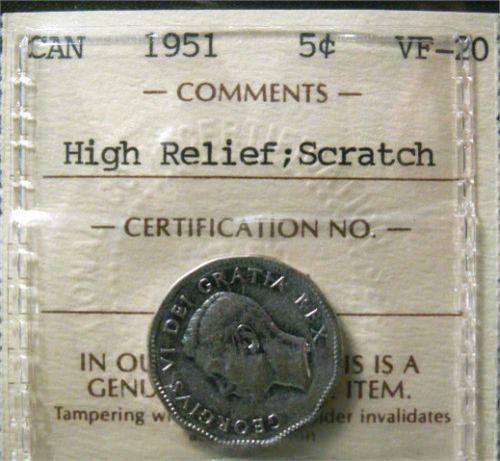 CAN 1951 5¢ VF-20
— COMMENTS —
High Relief;Scratch
— CERTIFICATION NO. —
GEORGIVS VI DEI GRATIA REX
IN OU IS IS A
GENU ITEM.
Tampering w lder invalidates